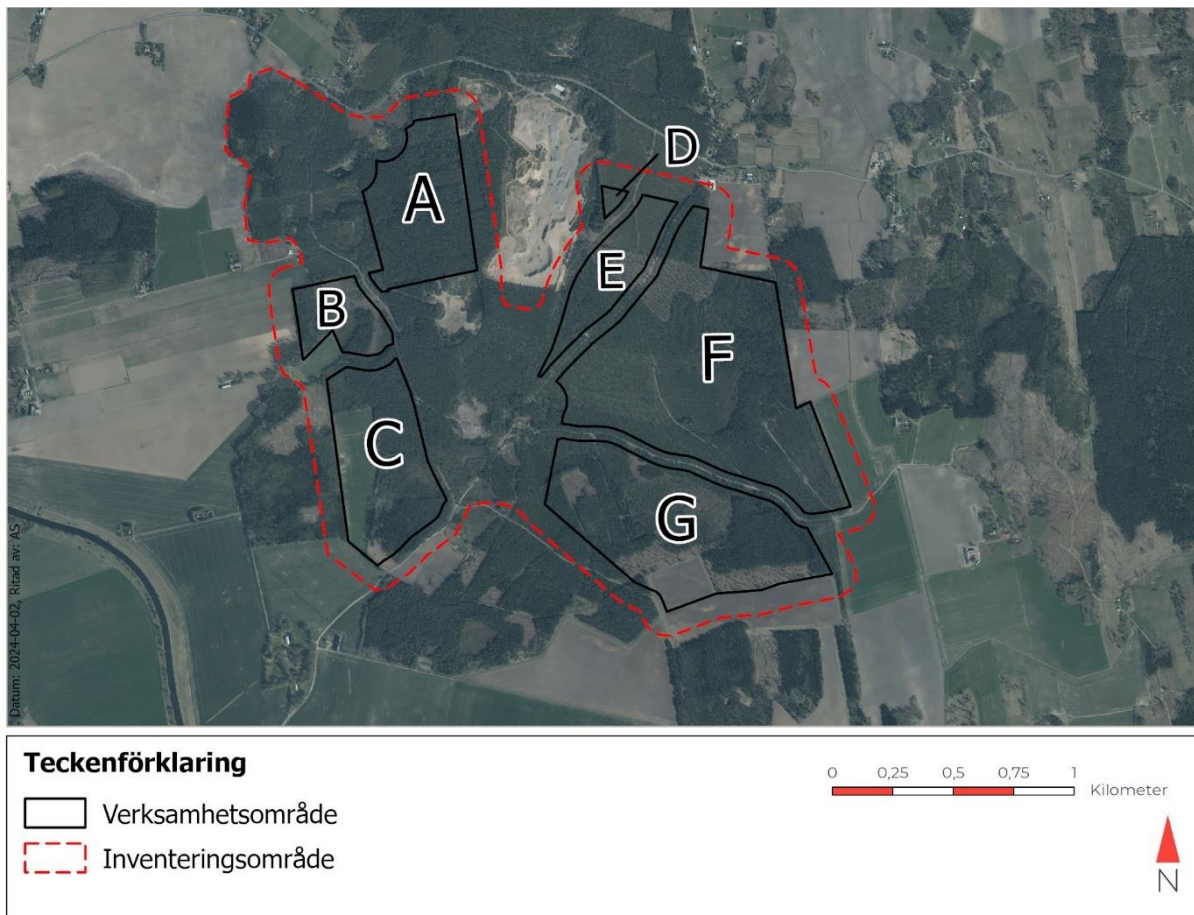 D
A
E
B
F
C
G
Datum: 2024-04-02, Ritad av: AS
Teckenförklaring
Verksamhetsområde
Inventeringsområde
0 0,25 0,5 0,75 1
Kilometer
N